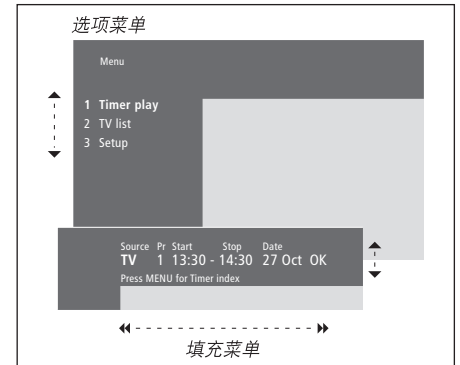 选项菜单
Menu
1 Timer play
2 TV list
3 Setup
Source Pr Start Stop Date
TV 1 13:30 - 14:30 27 Oct OK
Press MENU for Timer index
填充菜单